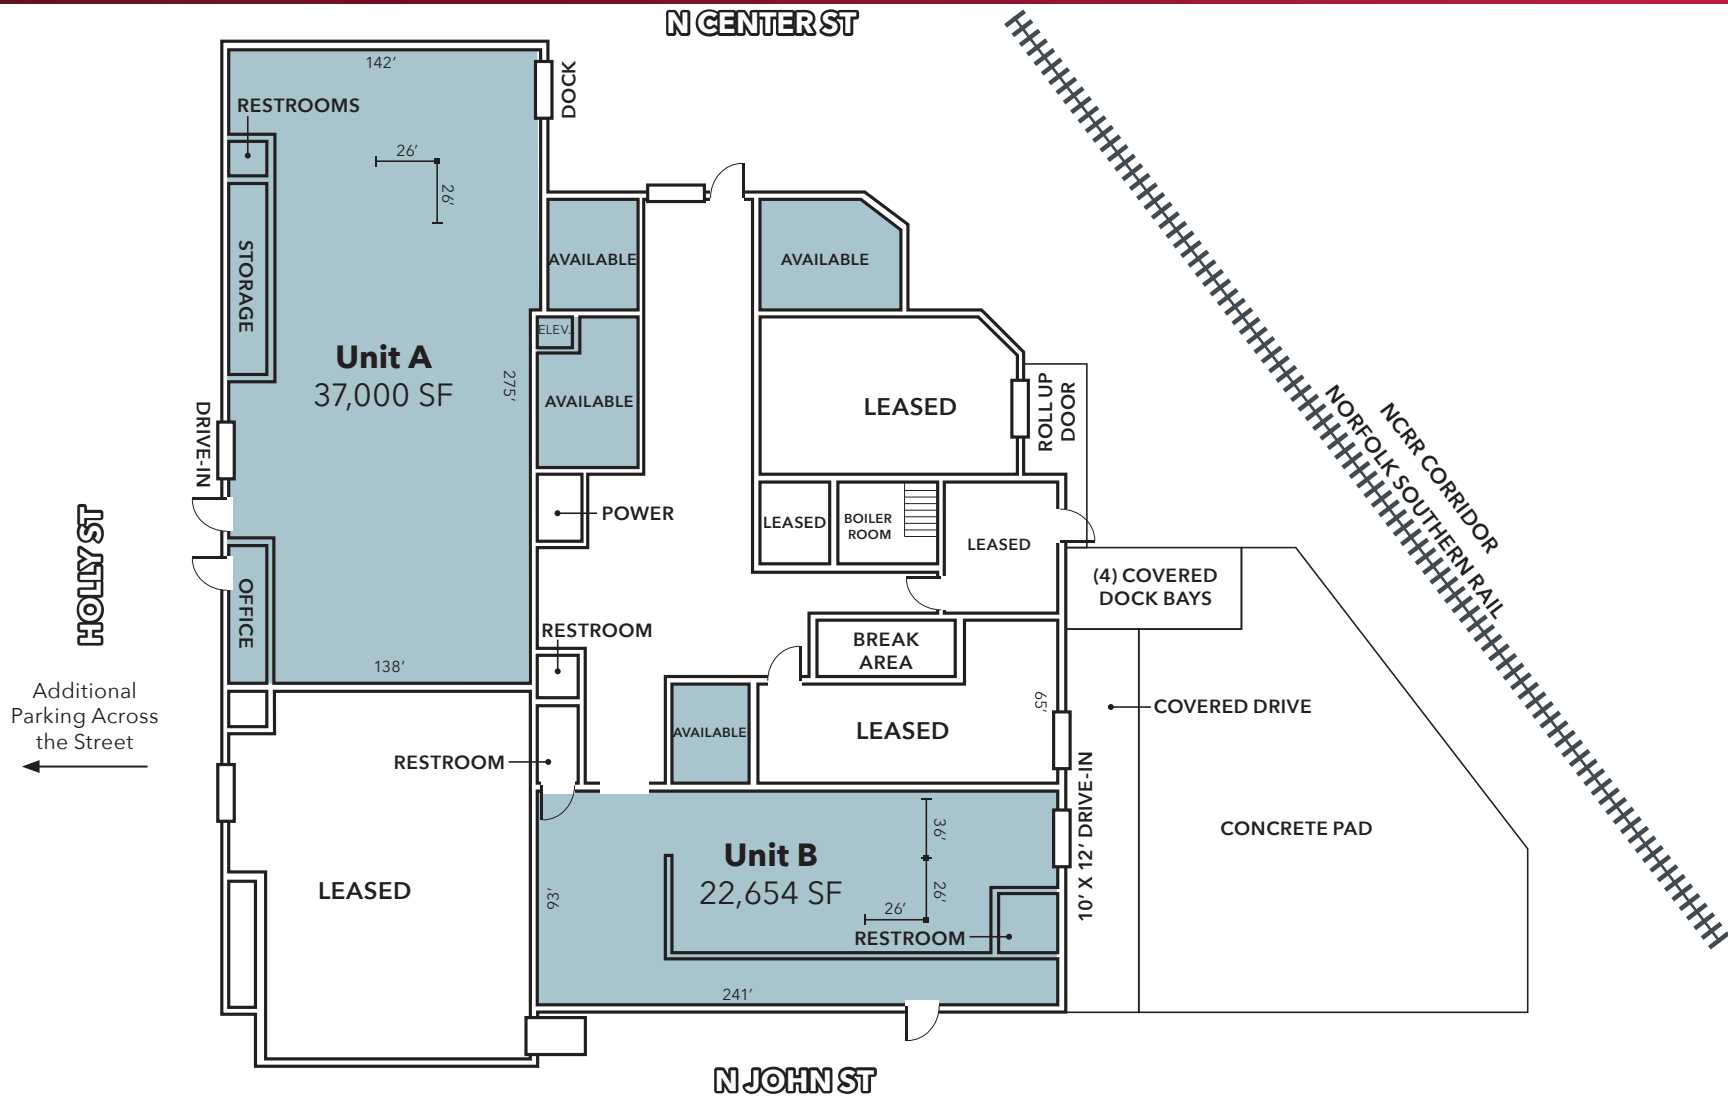 N CENTER ST
142'
DOCK
RESTROOMS
26'
26'
STORAGE
AVAILABLE
AVAILABLE
ELEV.
Unit A
37,000 SF
275'
AVAILABLE
LEASED
ROLL UP
DOOR
DRIVE-IN
NCRR CORRIDOR
NORFOLK SOUTHERN RAIL
HOLLY ST
POWER
LEASED
BOILER
ROOM
LEASED
(4) COVERED
DOCK BAYS
OFFICE
RESTROOM
BREAK
AREA
138'
Additional
Parking Across
the Street
65'
COVERED DRIVE
AVAILABLE
LEASED
RESTROOM
10' X 12' DRIVE-IN
CONCRETE PAD
36'
Unit B
22,654 SF
LEASED
93'
26'
26'
RESTROOM
241'
N JOHN ST